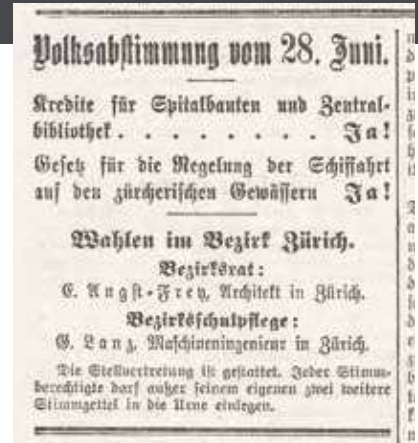 Volksabstimmung vom 28. Juni.
Kredite für Spitalbauten und Zentral-
bibliothek . . . . . . . . Ja!
Gesetz für die Regelung der Schiffahrt
auf den zürcherischen Gewässern Ja!
Wahlen im Bezirk Zürich.
Bezirksrat:
E. Angst-Frey, Architekt in Zürich.
Bezirksschulpflege:
G. Lanz, Maschineningenieur in Zürich.
Die Stellvertretung ist gestattet. Jeder Stimm-
berechtigte darf außer seinem eigenen zwei weitere
Stimmzettel in die Urne einlegen.